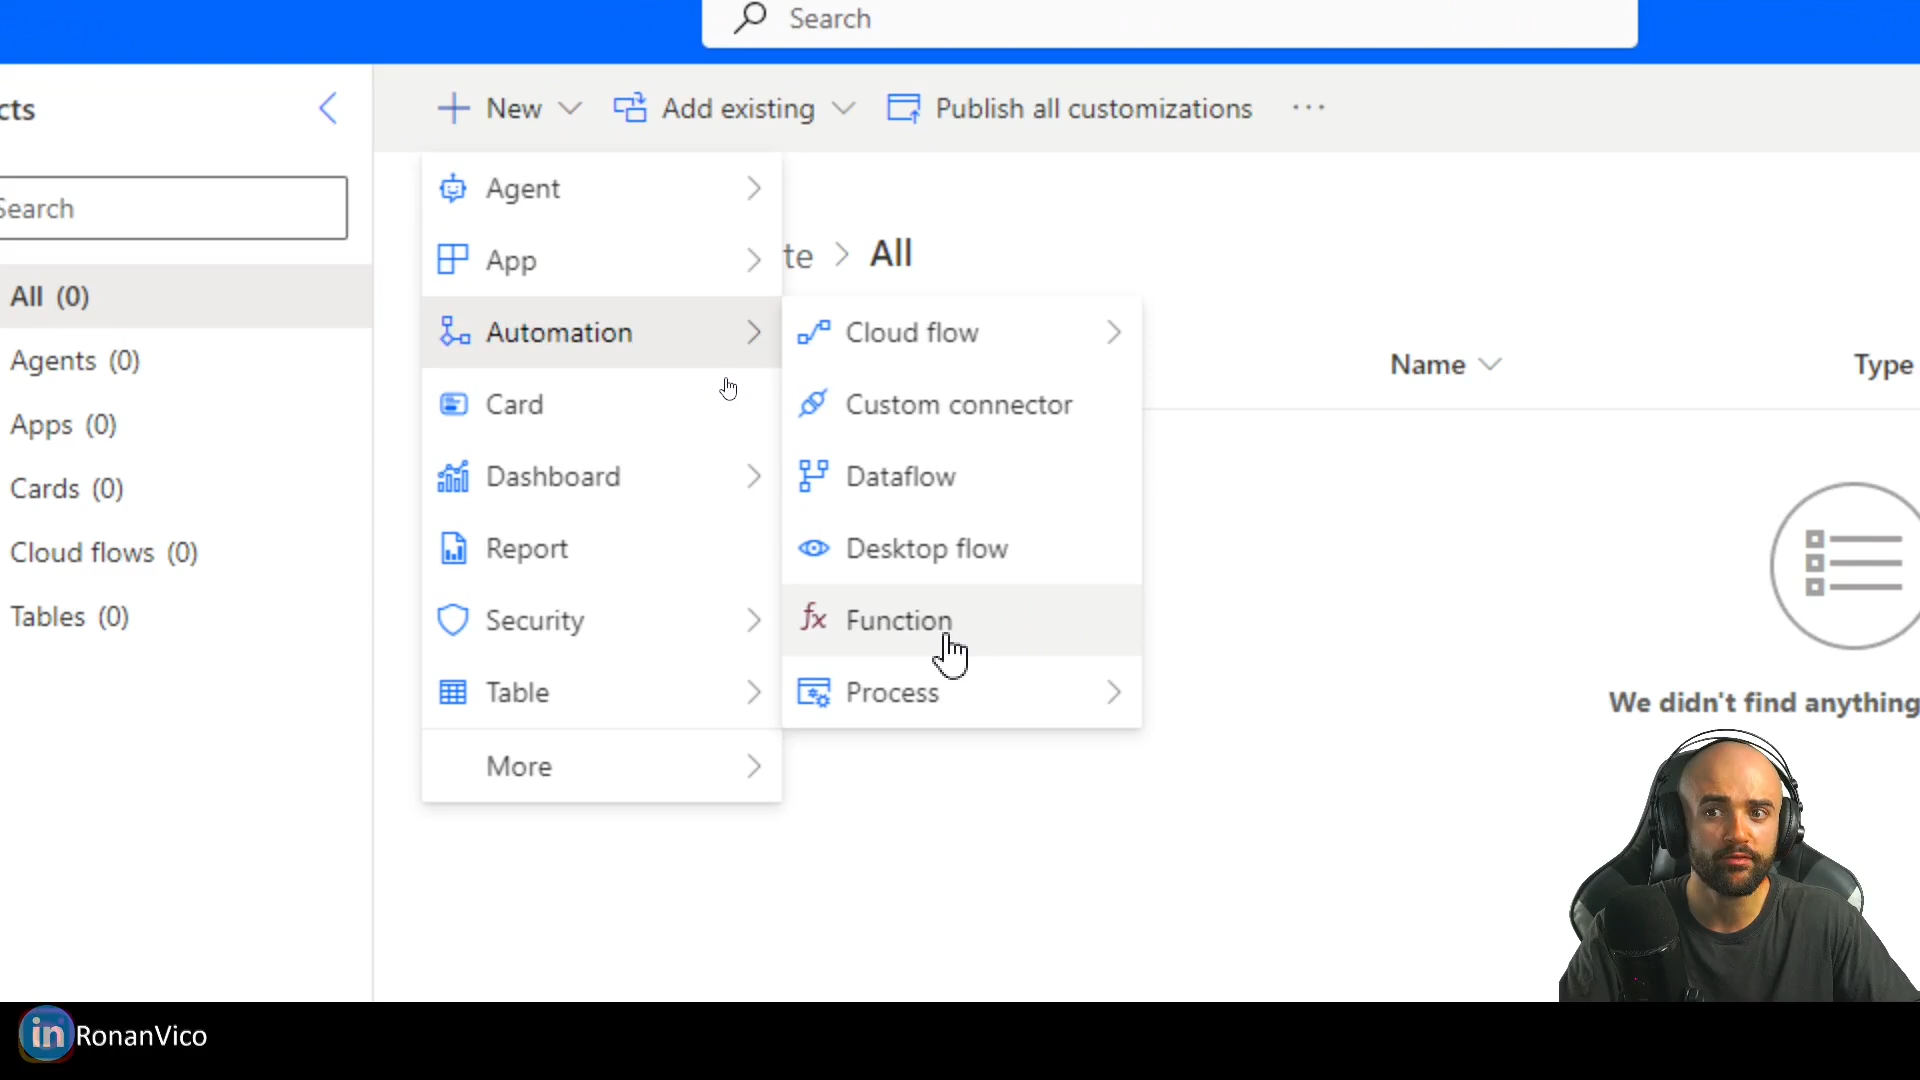 Search
cts
New
Add existing
Publish all customizations
Search
All (0)
Agents (0)
Apps (0)
Cards (0)
Cloud flows (0)
Tables (0)
Agent
App
Automation
Card
Dashboard
Report
Security
Table
More
te > All
Cloud flow
Custom connector
Dataflow
Desktop flow
fx Function
Process
Name
Type
We didn't find anything
in RonanVico